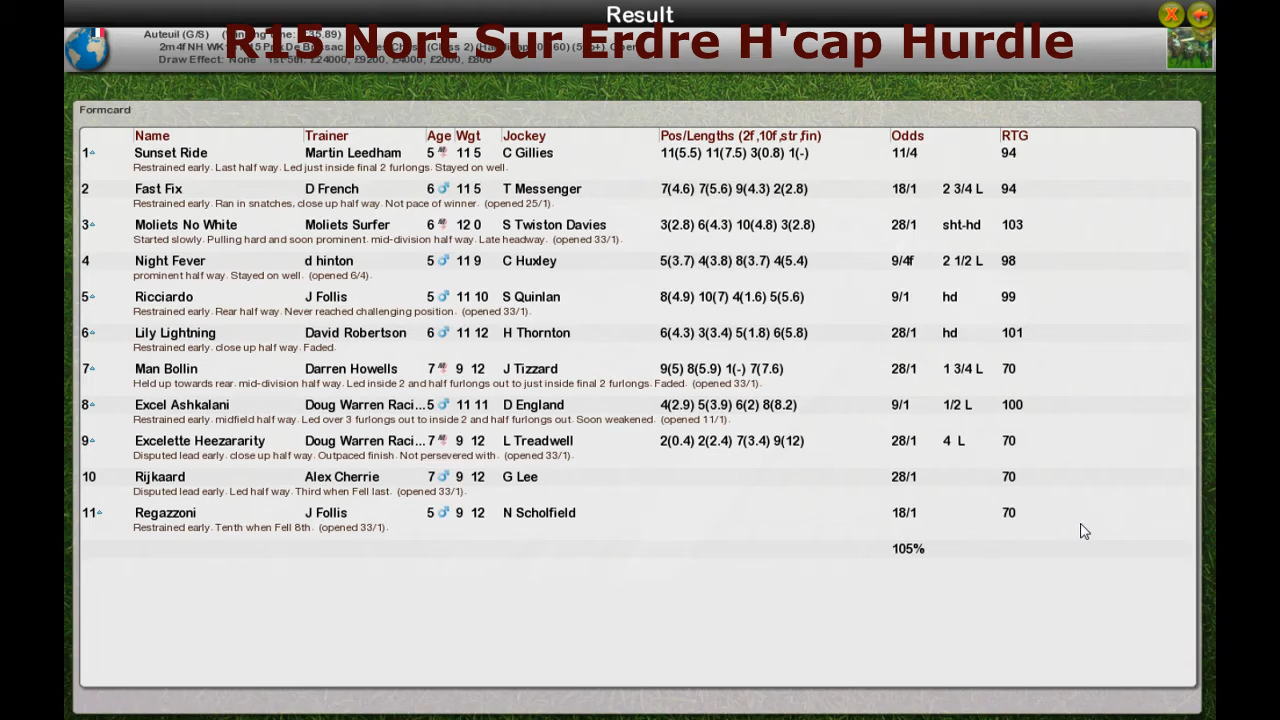 Result
R15 Nort Sur Erdre H'cap Hurdle
Auteuil (G/S)
Draw Effect: None 1st-5th: £24000, £9200, £4000, £2000, £800
Formcard
Name Trainer Age Wgt Jockey Pos/Lengths (2f,10f,str,fin) Odds RTG
1 Sunset Ride Martin Leedham 5 11 5 C Gillies 11(5.5) 11(7.5) 3(0.8) 1(-) 11/4 94
Restrained early. Last half way. Led just inside final 2 furlongs. Stayed on well.
2 Fast Fix D French 6 11 5 T Messenger 7(4.6) 7(5.6) 9(4.3) 2(2.8) 18/1 2 3/4 L 94
Restrained early. Ran in snatches, close up half way. Not pace of winner. (opened 25/1).
3 Moliets No White Moliets Surfer 6 12 0 S Twiston Davies 3(2.8) 6(4.3) 10(4.8) 3(2.8) 28/1 sht-hd 103
Started slowly. Pulling hard and soon prominent. mid-division half way. Late headway. (opened 33/1).
4 Night Fever d hinton 5 11 9 C Huxley 5(3.7) 4(3.8) 8(3.7) 4(5.4) 9/4f 2 1/2 L 98
prominent half way. Stayed on well. (opened 6/4).
5 Ricciardo J Follis 5 11 10 S Quinlan 8(4.9) 10(7) 4(1.6) 5(5.6) 9/1 hd 99
Restrained early. Rear half way. Never reached challenging position. (opened 33/1).
6 Lily Lightning David Robertson 6 11 12 H Thornton 6(4.3) 3(3.4) 5(1.8) 6(5.8) 28/1 hd 101
Restrained early. close up half way. Faded.
7 Man Bollin Darren Howells 7 9 12 J Tizzard 9(5) 8(5.9) 1(-) 7(7.6) 28/1 1 3/4 L 70
Held up towards rear. mid-division half way. Led inside 2 and half furlongs out to just inside final 2 furlongs. Faded. (opened 33/1).
8 Excel Ashkalani Doug Warren Raci... 5 11 11 D England 4(2.9) 5(3.9) 6(2) 8(8.2) 9/1 1/2 L 100
Restrained early. midfield half way. Led over 3 furlongs out to inside 2 and half furlongs out. Soon weakened. (opened 11/1).
9 Excelette Heezararity Doug Warren Raci... 7 9 12 L Treadwell 2(0.4) 2(2.4) 7(3.4) 9(12) 28/1 4 L 70
Disputed lead early. close up half way. Outpaced finish. Not persevered with. (opened 33/1).
10 Rijkaard Alex Cherrie 7 9 12 G Lee 28/1 70
Disputed lead early. Led half way. Third when Fell last. (opened 33/1).
11 Regazzoni J Follis 5 9 12 N Scholfield 18/1 70
Restrained early. Tenth when Fell 8th. (opened 33/1).
105%